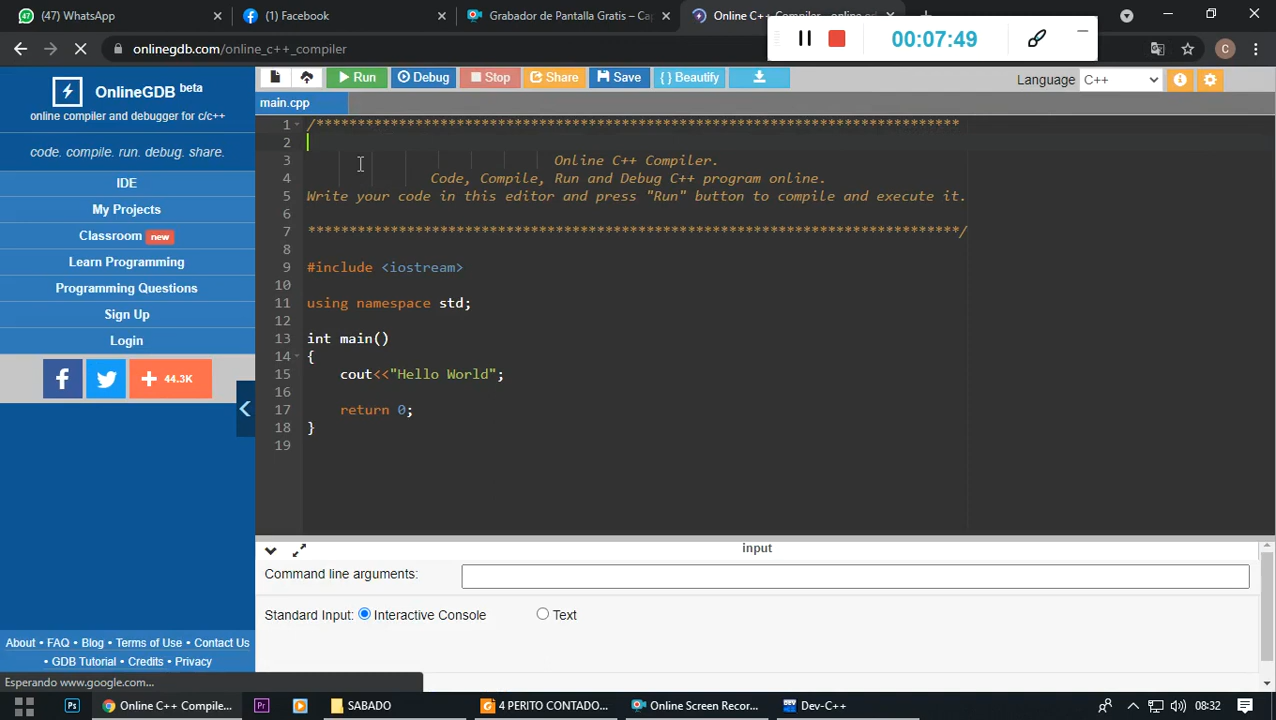 (47) WhatsApp
(1) Facebook
Grabador de Pantalla Gratis – Cap
Online C++ Compiler - online ed
00:07:49
C
Run
Debug
Stop
Share
Save
{ } Beautify
Language
C++
OnlineGDB beta
online compiler and debugger for c/c++
code. compile. run. debug. share.
IDE
My Projects
Classroom new
Learn Programming
Programming Questions
Sign Up
Login
44.3K
About • FAQ • Blog • Terms of Use • Contact Us
• GDB Tutorial • Credits • Privacy
main.cpp
1 /******************************************************************************
2
3 Online C++ Compiler.
4 Code, Compile, Run and Debug C++ program online.
5 Write your code in this editor and press "Run" button to compile and execute it.
6
7 *******************************************************************************/
8
9 #include <iostream>
10
11 using namespace std;
12
13 int main()
14 {
15 cout<<"Hello World";
16
17 return 0;
18 }
19
input
Command line arguments:
Standard Input: Interactive Console Text
Esperando www.google.com...
Ps
Online C++ Compile...
Pr
SABADO
4 PERITO CONTADO...
Online Screen Recor...
Dev-C++
08:32